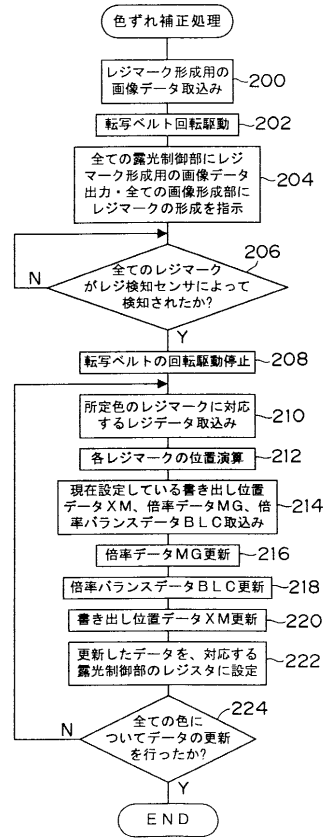 色ずれ補正処理
レジマーク形成用の
画像データ取込み
200
転写ベルト回転駆動
202
全ての露光制御部にレジ
マーク形成用の画像データ
出力・全ての画像形成部に
レジマークの形成を指示
204
206
全てのレジマーク
がレジ検知センサによって
検知されたか?
N
Y
転写ベルトの回転駆動停止
208
所定色のレジマークに対応
するレジデータ取込み
210
各レジマークの位置演算
212
現在設定している書き出し位置
データXM、倍率データMG、倍
率バランスデータBLC取込み
214
倍率データMG更新
216
倍率バランスデータBLC更新
218
書き出し位置データXM更新
220
更新したデータを、対応する
露光制御部のレジスタに設定
222
224
全ての色に
ついてデータの更新
を行ったか?
N
Y
END